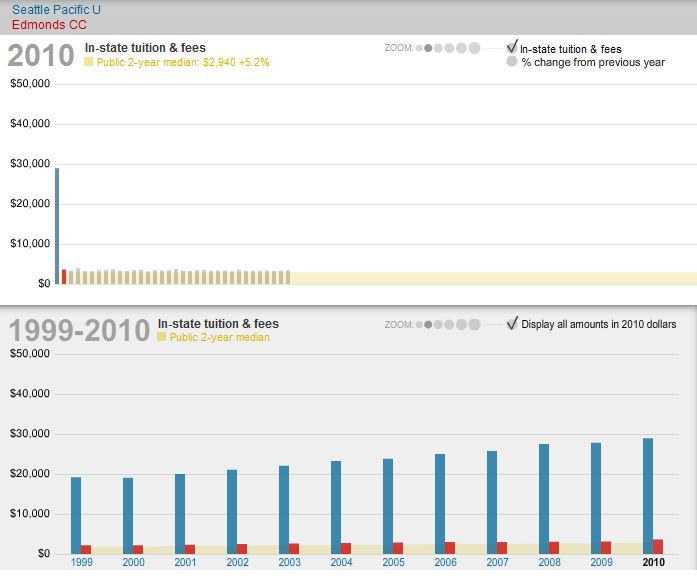 Seattle Pacific U
Edmonds CC
2010 In-state tuition & fees
Public 2-year median: $2,940 +5.2%
ZOOM:
In-state tuition & fees
% change from previous year
$50,000
$40,000
$30,000
$20,000
$10,000
$0
1999-2010 In-state tuition & fees
Public 2-year median
ZOOM:
Display all amounts in 2010 dollars
$50,000
$40,000
$30,000
$20,000
$10,000
$0
1999 2000 2001 2002 2003 2004 2005 2006 2007 2008 2009 2010